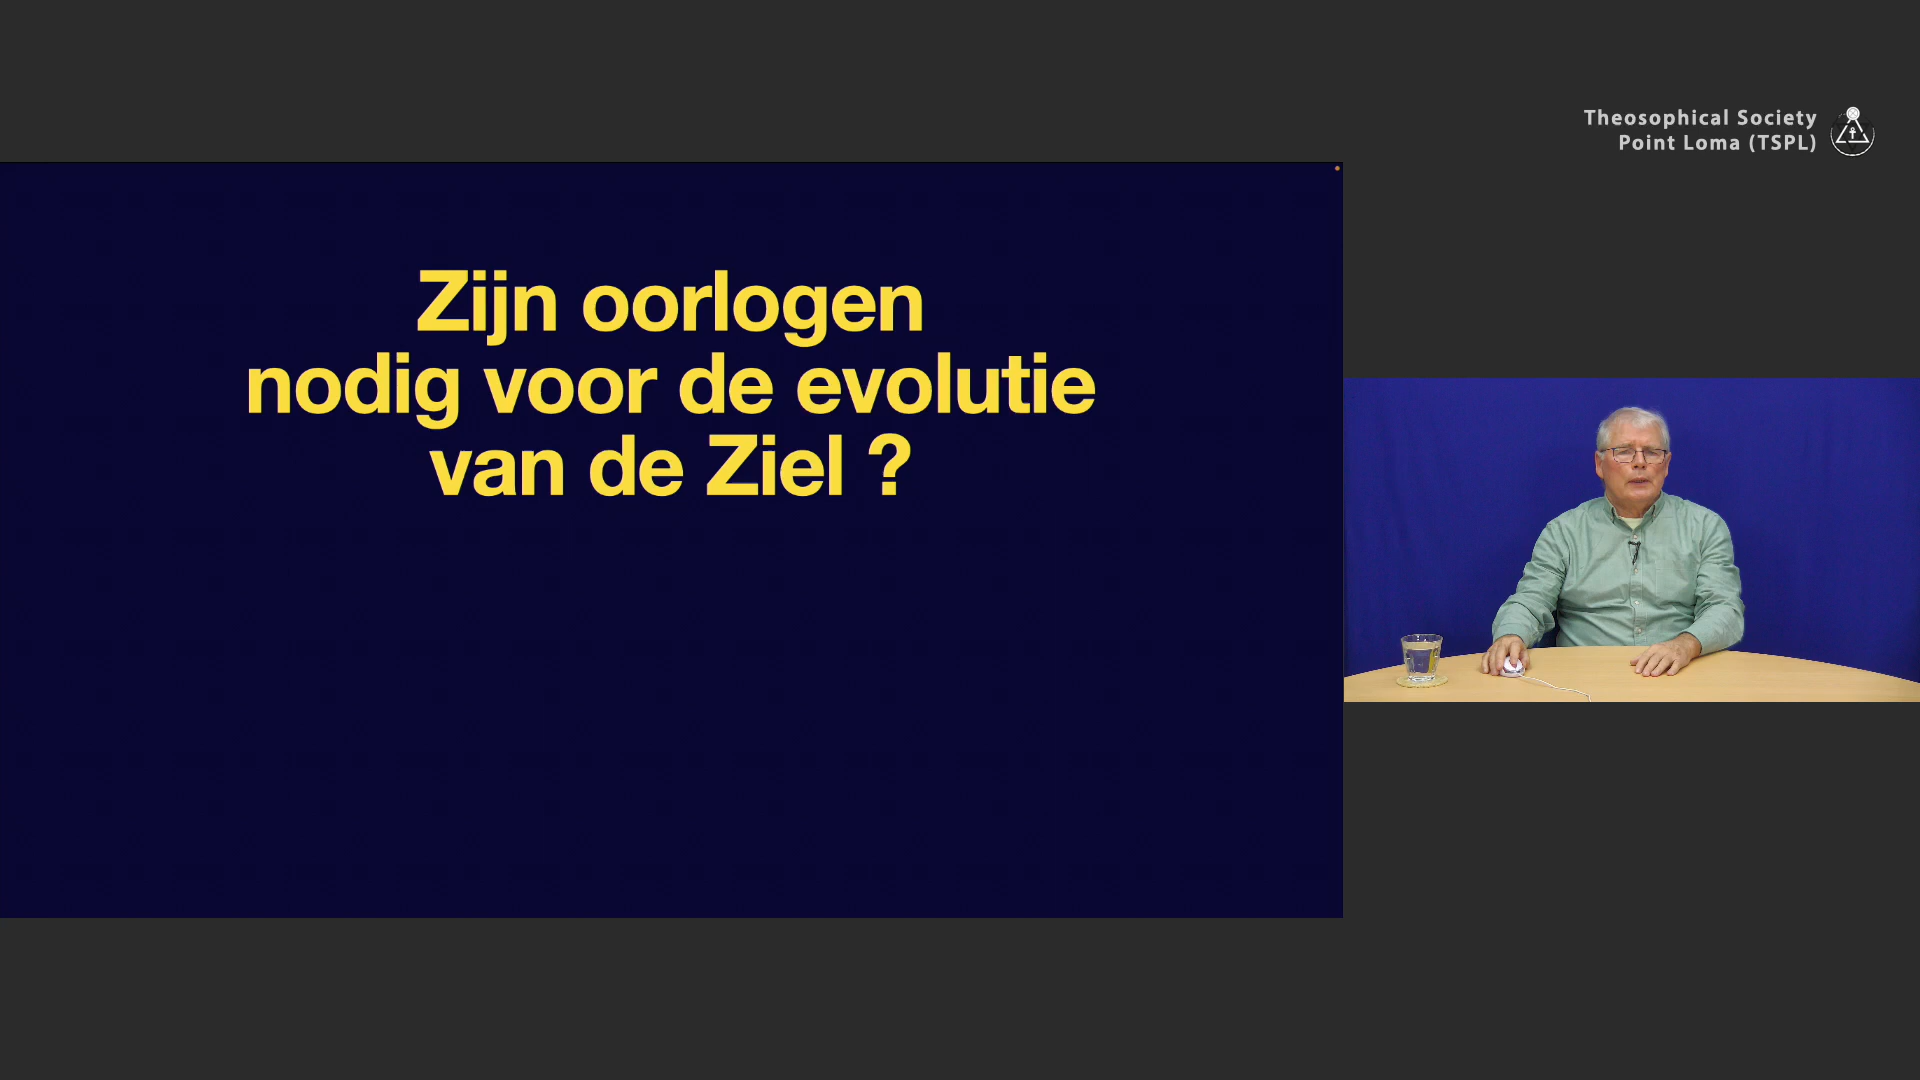 Theosophical Society
Point Loma (TSPL)
Zijn oorlogen
nodig voor de evolutie
van de Ziel ?